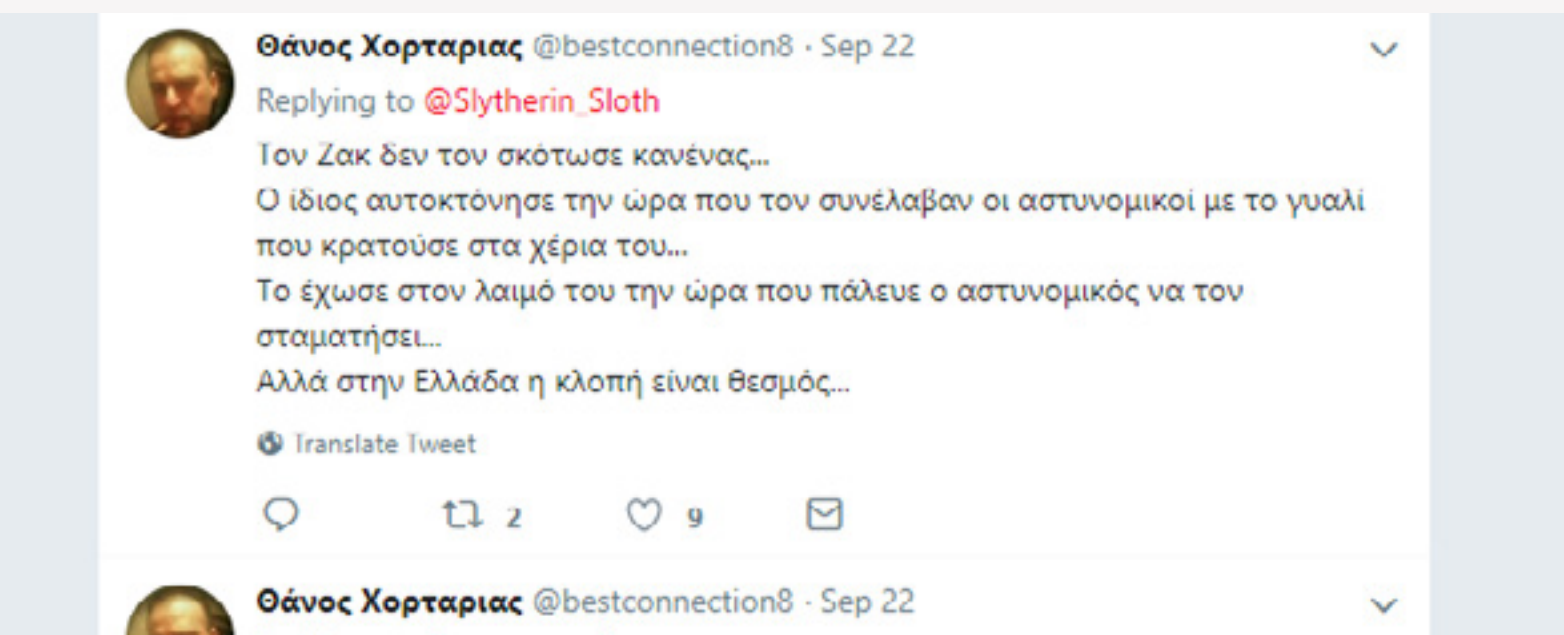 Θάνος Χορταριας @bestconnection8 · Sep 22
Replying to @Slytherin_Sloth
Τον Ζακ δεν τον σκότωσε κανένας...
Ο ίδιος αυτοκτόνησε την ώρα που τον συνέλαβαν οι αστυνομικοί με το γυαλί
που κρατούσε στα χέρια του...
Το έχωσε στον λαιμό του την ώρα που πάλευε ο αστυνομικός να τον
σταματήσει...
Αλλά στην Ελλάδα η κλοπή είναι θεσμός...
Translate Tweet
2 9
Θάνος Χορταριας @bestconnection8 · Sep 22